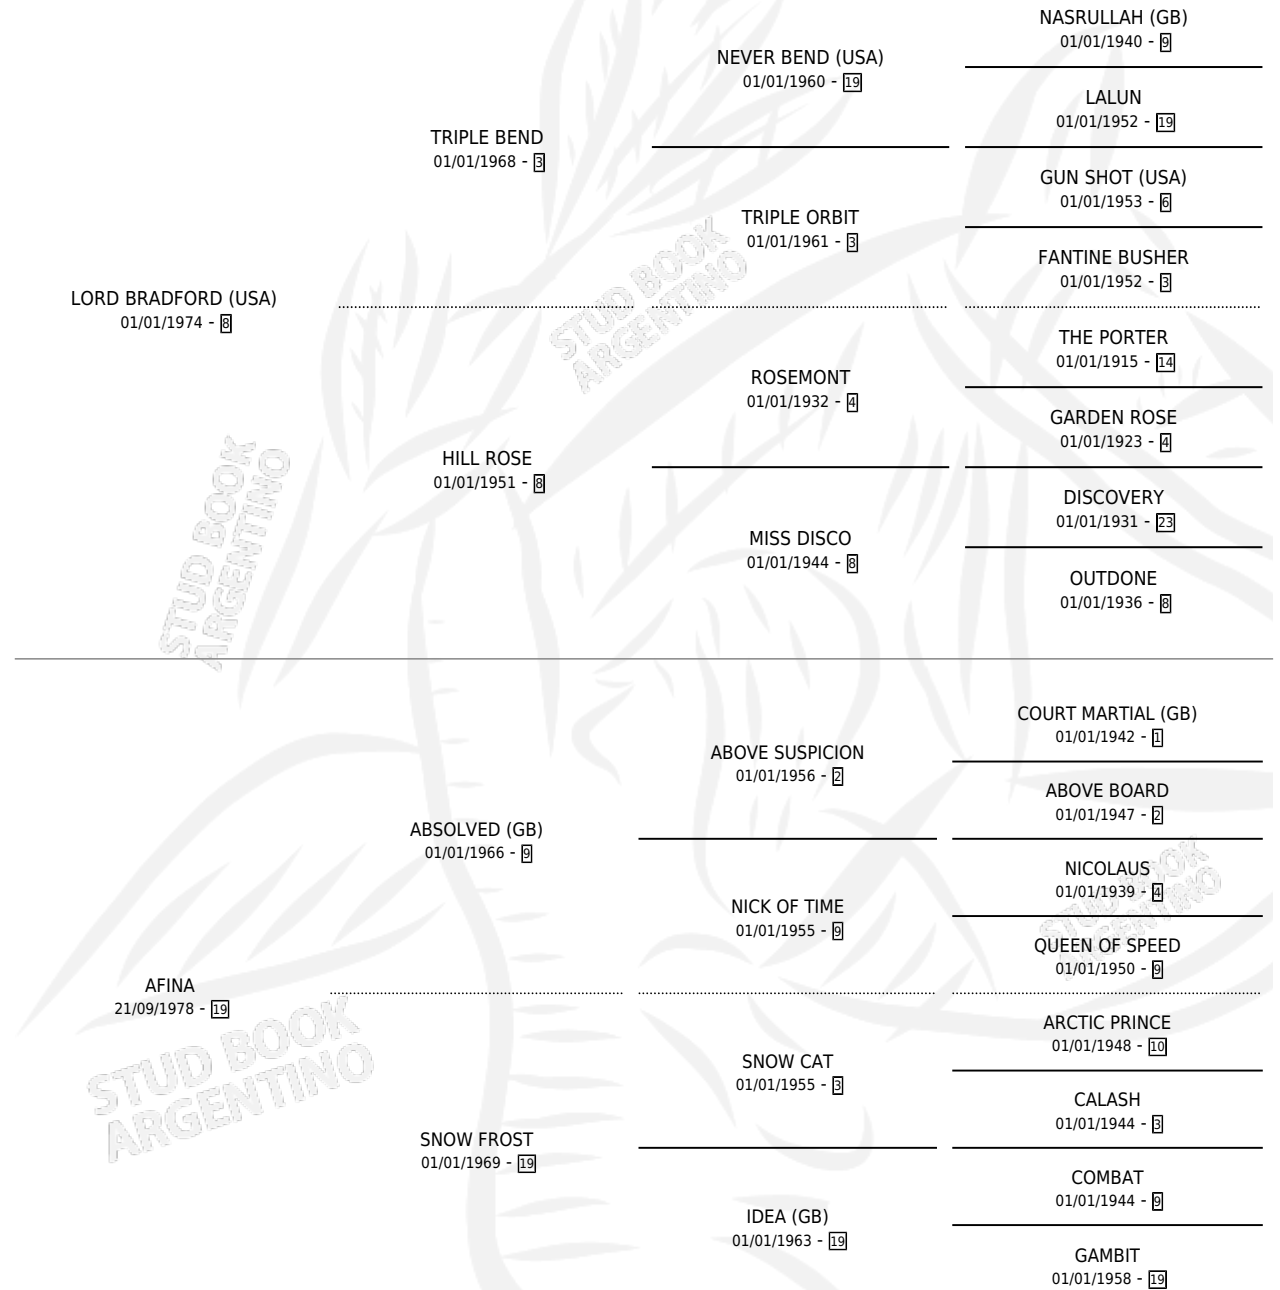 NASRULLAH (GB)
01/01/1940 - 9
NEVER BEND (USA)
01/01/1960 - 19
LALUN
01/01/1952 - 19
TRIPLE BEND
01/01/1968 - 3
GUN SHOT (USA)
01/01/1953 - 6
TRIPLE ORBIT
01/01/1961 - 3
FANTINE BUSHER
01/01/1952 - 3
LORD BRADFORD (USA)
01/01/1974 - 8
THE PORTER
01/01/1915 - 14
ROSEMONT
01/01/1932 - 4
GARDEN ROSE
01/01/1923 - 4
HILL ROSE
01/01/1951 - 8
DISCOVERY
01/01/1931 - 23
MISS DISCO
01/01/1944 - 8
OUTDONE
01/01/1936 - 8
COURT MARTIAL (GB)
01/01/1942 - 1
ABOVE SUSPICION
01/01/1956 - 2
ABOVE BOARD
01/01/1947 - 2
ABSOLVED (GB)
01/01/1966 - 9
NICOLAUS
01/01/1939 - 4
NICK OF TIME
01/01/1955 - 9
QUEEN OF SPEED
01/01/1950 - 9
AFINA
21/09/1978 - 19
ARCTIC PRINCE
01/01/1948 - 10
SNOW CAT
01/01/1955 - 3
CALASH
01/01/1944 - 3
SNOW FROST
01/01/1969 - 19
COMBAT
01/01/1944 - 9
IDEA (GB)
01/01/1963 - 19
GAMBIT
01/01/1958 - 19
STUD BOOK
ARGENTINO
STUD BOOK
ARGENTINO
STUD BOOK
ARGENTINO
STUD BOOK
ARGENTINO